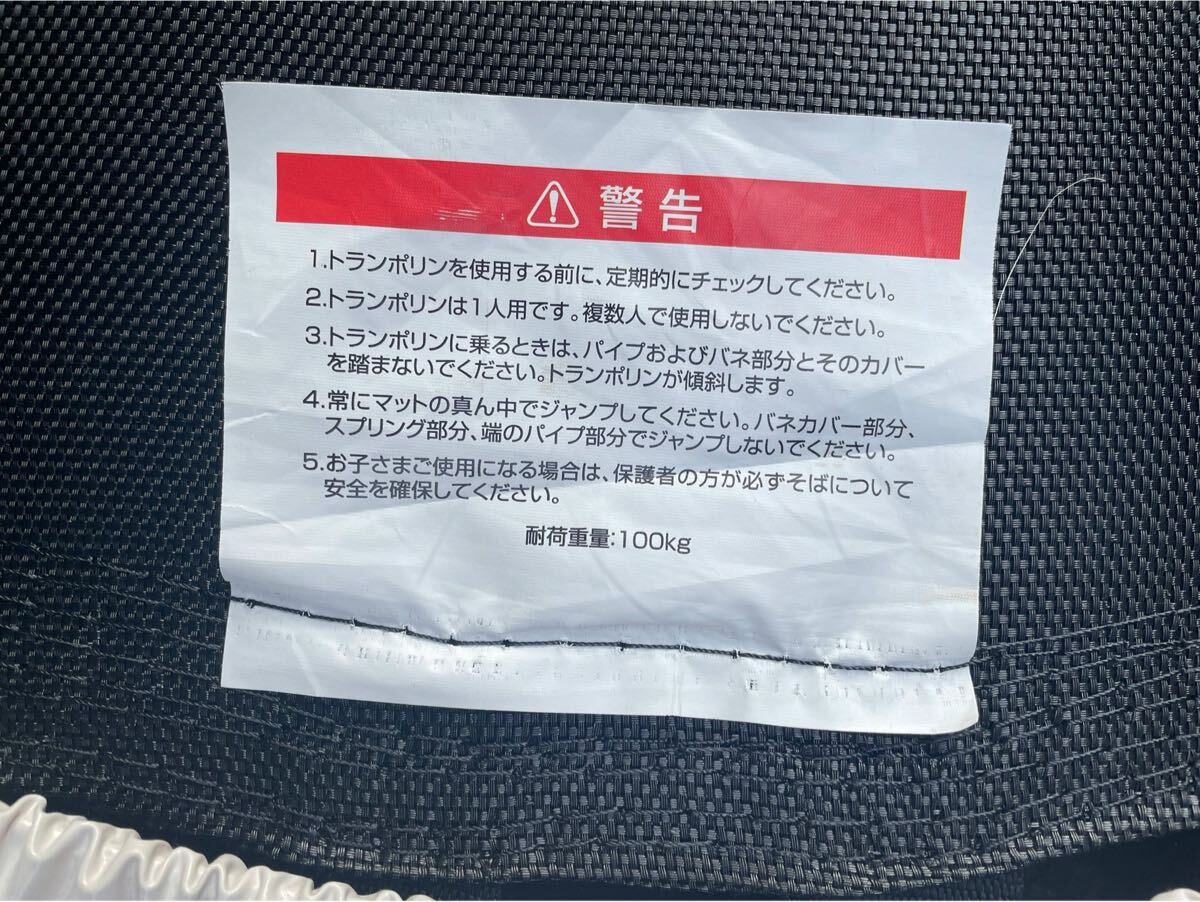 警告
1.トランポリンを使用する前に、定期的にチェックしてください。
2.トランポリンは1人用です。複数人で使用しないでください。
3.トランポリンに乗るときは、パイプおよびバネ部分とそのカバー
を踏まないでください。トランポリンが傾斜します。
4.常にマットの真ん中でジャンプしてください。バネカバー部分、
スプリング部分、端のパイプ部分でジャンプしないでください。
5.お子さまご使用になる場合は、保護者の方が必ずそばについて
安全を確保してください。
耐荷重量:100kg